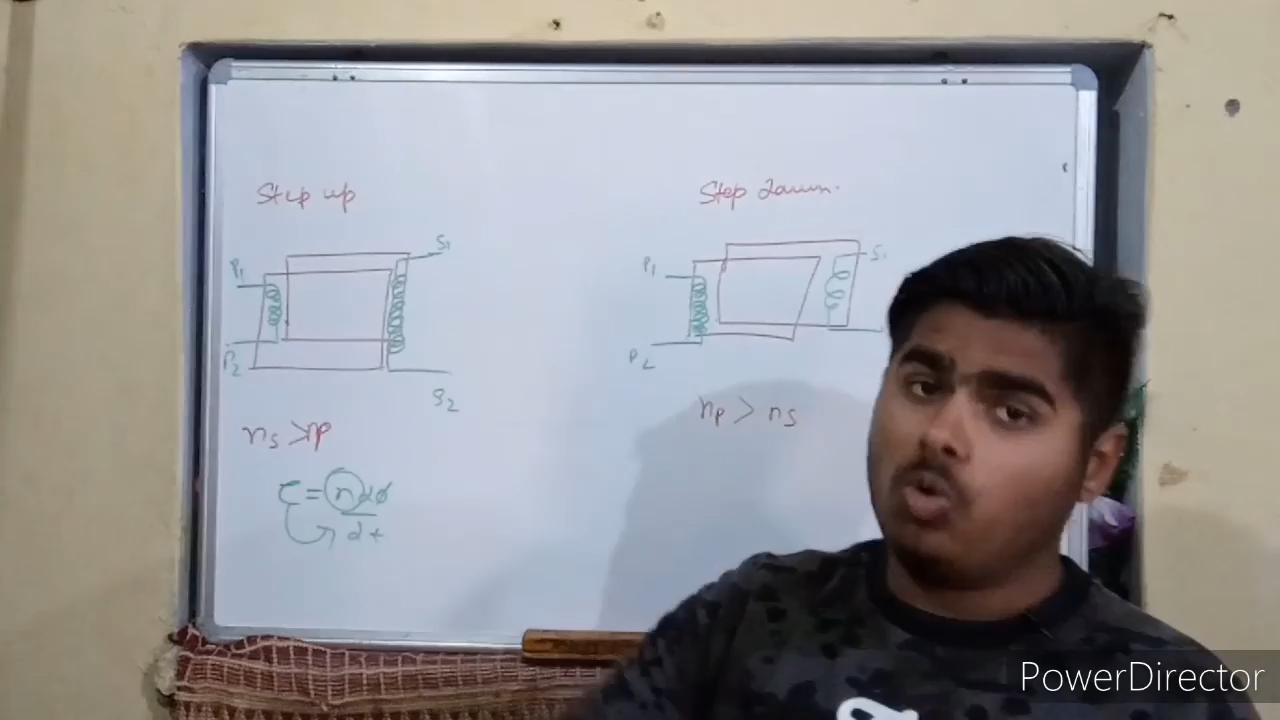 Step up
P1
S1
P2
S2
ns > np
ε = n dφ
dt
Step down.
P1
S1
P2
np > ns
PowerDirector